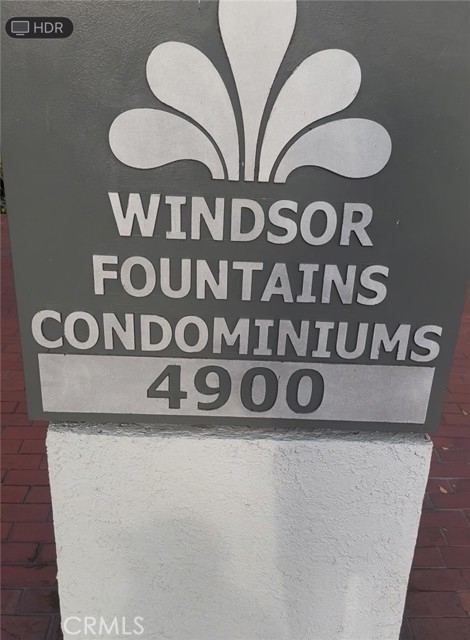 HDR
WINDSOR
FOUNTAINS
CONDOMINIUMS
4900
CRMLS